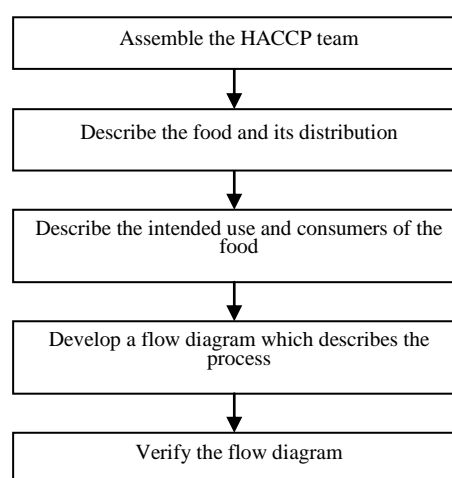 Assemble the HACCP team
Describe the food and its distribution
Describe the intended use and consumers of the
food
Develop a flow diagram which describes the
process
Verify the flow diagram